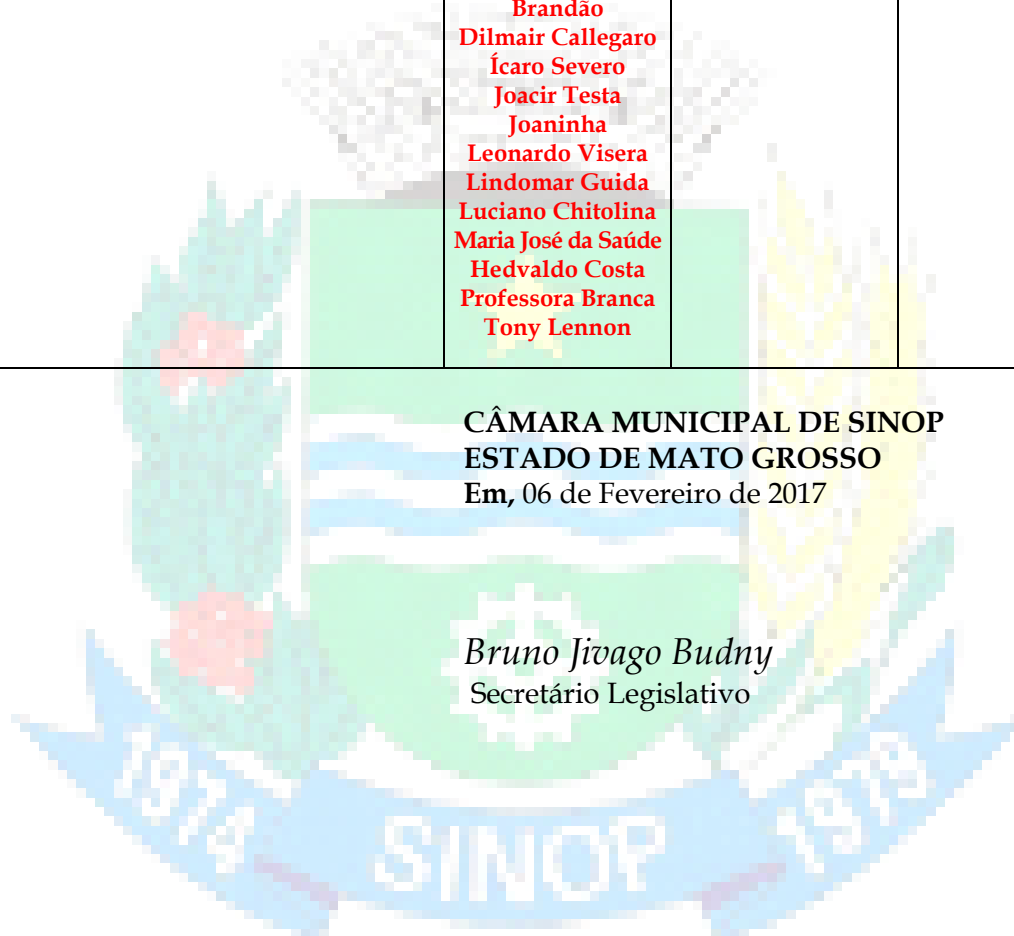 Brandão
Dilmair Callegaro
Ícaro Severo
Joacir Testa
Joaninha
Leonardo Visera
Lindomar Guida
Luciano Chitolina
Maria José da Saúde
Hedvaldo Costa
Professora Branca
Tony Lennon
CÂMARA MUNICIPAL DE SINOP
ESTADO DE MATO GROSSO
Em, 06 de Fevereiro de 2017
Bruno Jivago Budny
Secretário Legislativo
1974 SINOP 1979